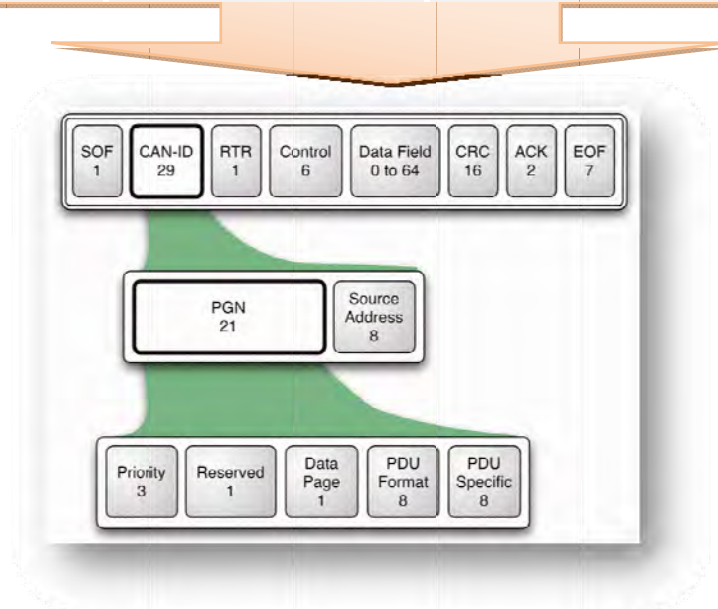 SOF
1
CAN-ID
29
RTR
1
Control
6
Data Field
0 to 64
CRC
16
ACK
2
EOF
7
PGN
21
Source
Address
8
Priority
3
Reserved
1
Data
Page
1
PDU
Format
8
PDU
Specific
8